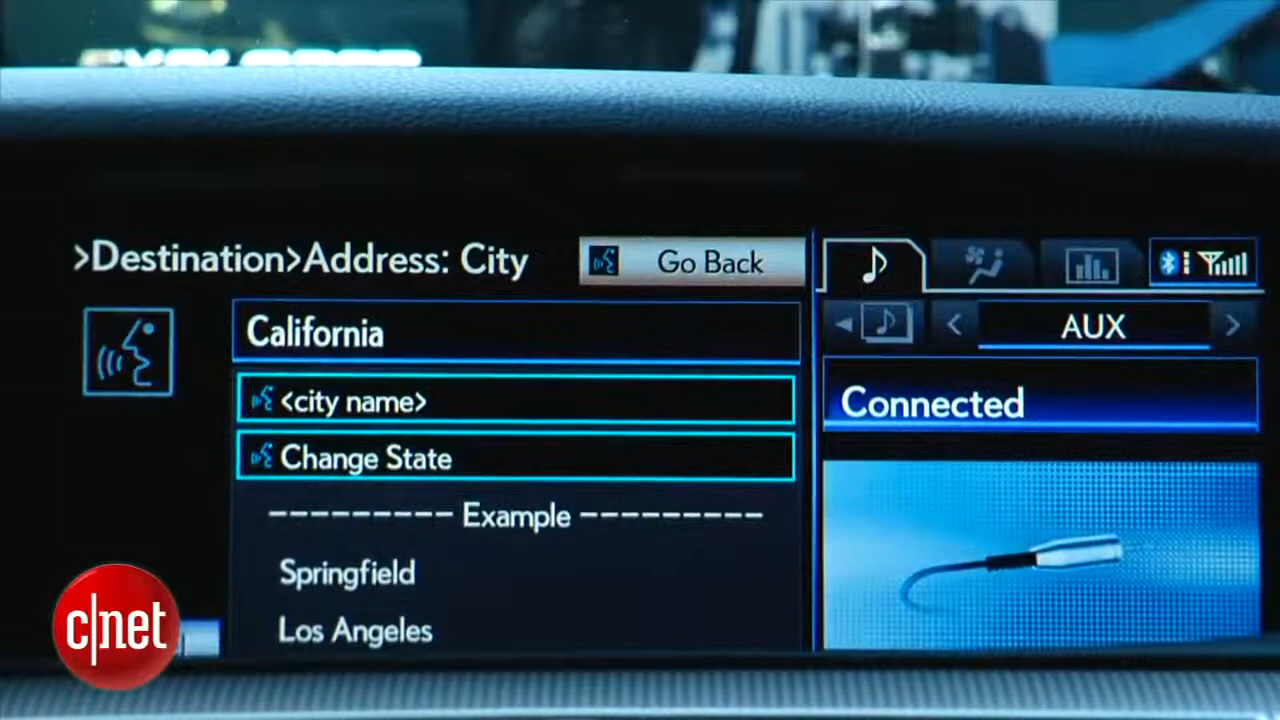 >Destination>Address: City
Go Back
California
<city name>
Change State
--------- Example ---------
Springfield
Los Angeles
AUX
Connected
c|net